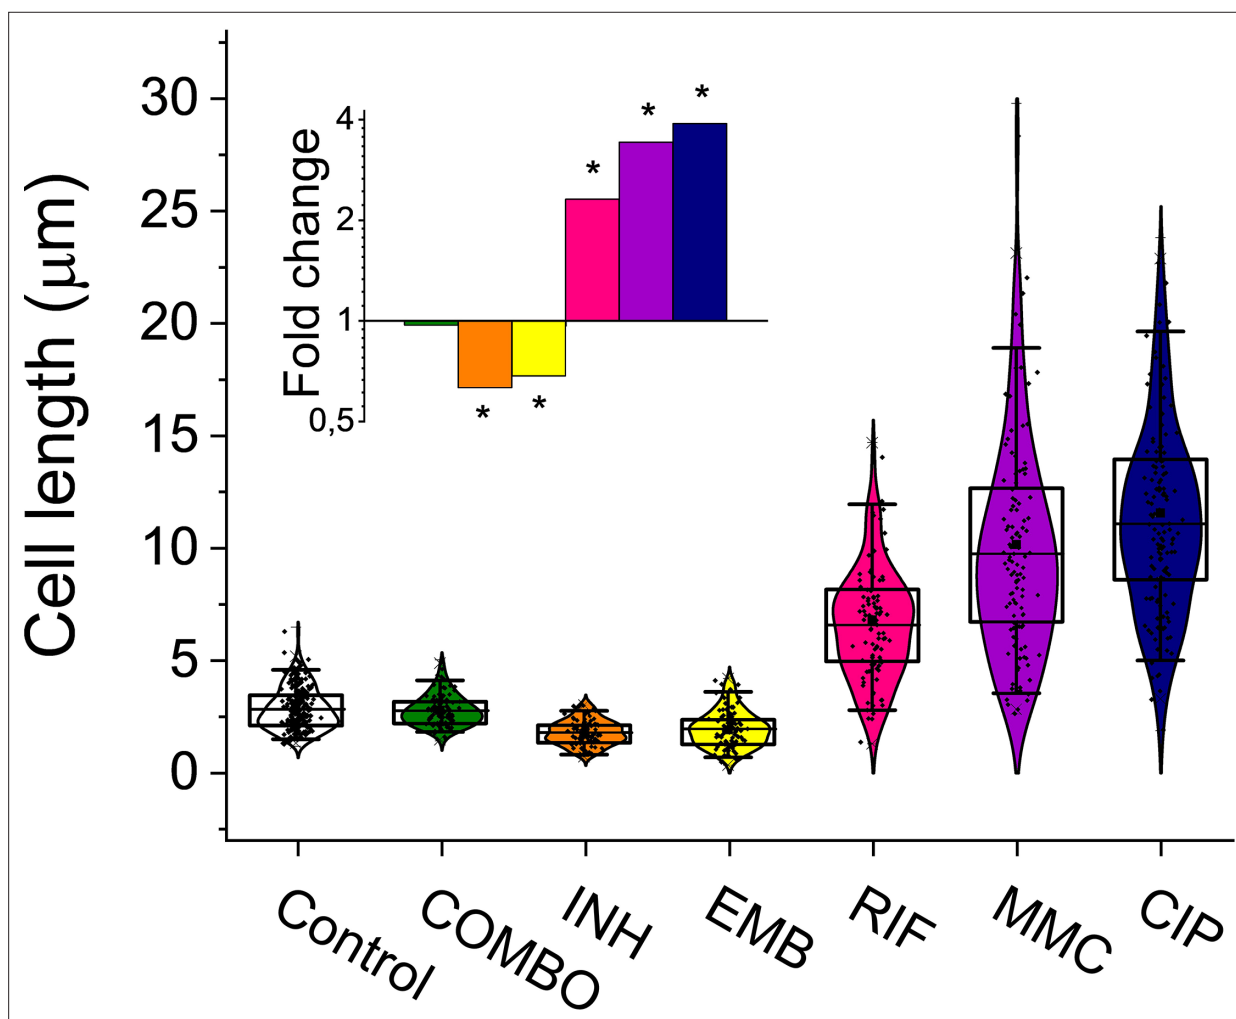 Cell length (μm)
30
25
20
15
10
5
0
Fold change
4
2
1
0,5
*
*
*
*
*
Control
COMBO
INH
EMB
RIF
MMC
CIP